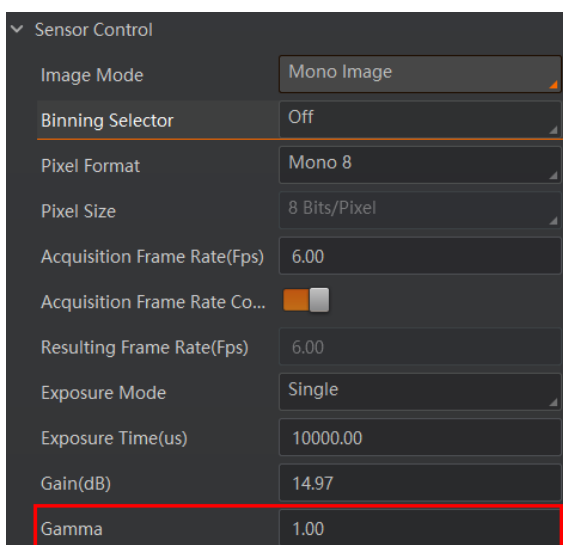 Sensor Control
Image Mode Mono Image
Binning Selector Off
Pixel Format Mono 8
Pixel Size 8 Bits/Pixel
Acquisition Frame Rate(Fps) 6.00
Acquisition Frame Rate Co...
Resulting Frame Rate(Fps) 6.00
Exposure Mode Single
Exposure Time(us) 10000.00
Gain(dB) 14.97
Gamma 1.00